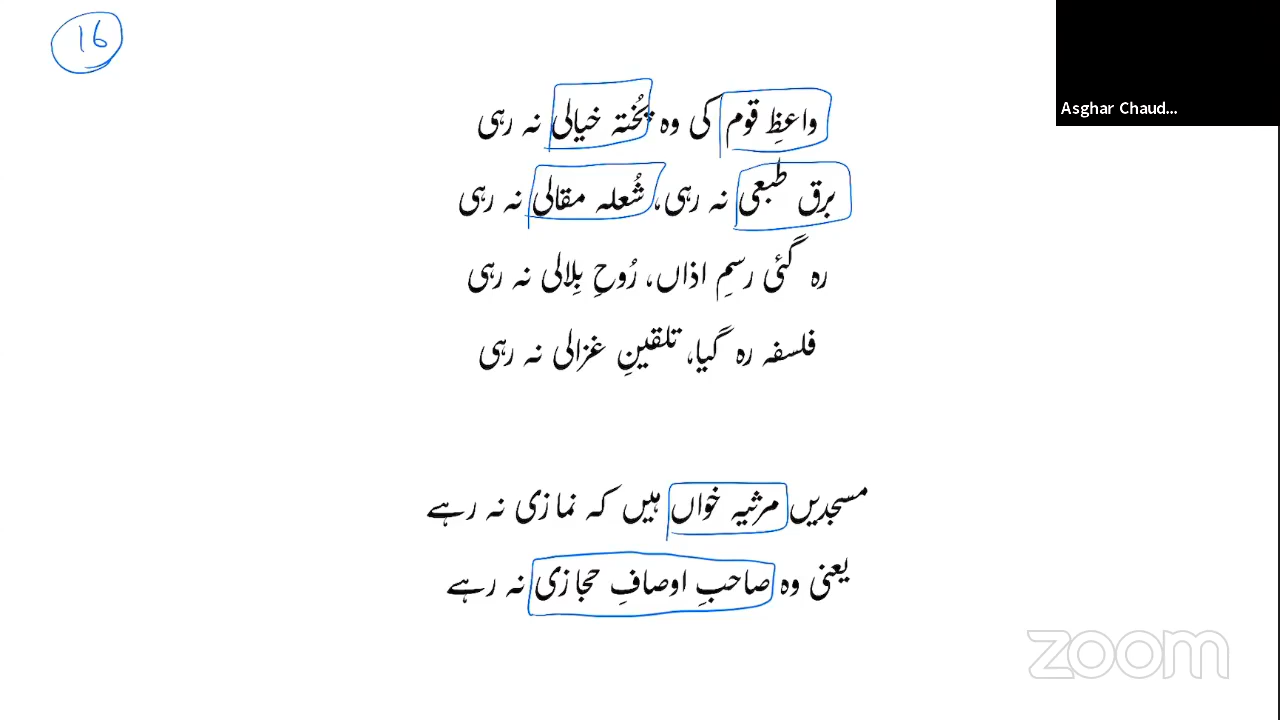 16
Asghar Chaud...
واعظِ قوم کی وہ پُختہ خیالی نہ رہی
برق طبعی نہ رہی، شُعلہ مقالی نہ رہی
رہ گئی رسمِ اذاں، رُوحِ بِلالی نہ رہی
فلسفہ رہ گیا، تلقینِ غزالی نہ رہی
مسجدیں مرثیہ خواں ہیں کہ نمازی نہ رہے
یعنی وہ صاحبِ اوصافِ حجازی نہ رہے
zoom